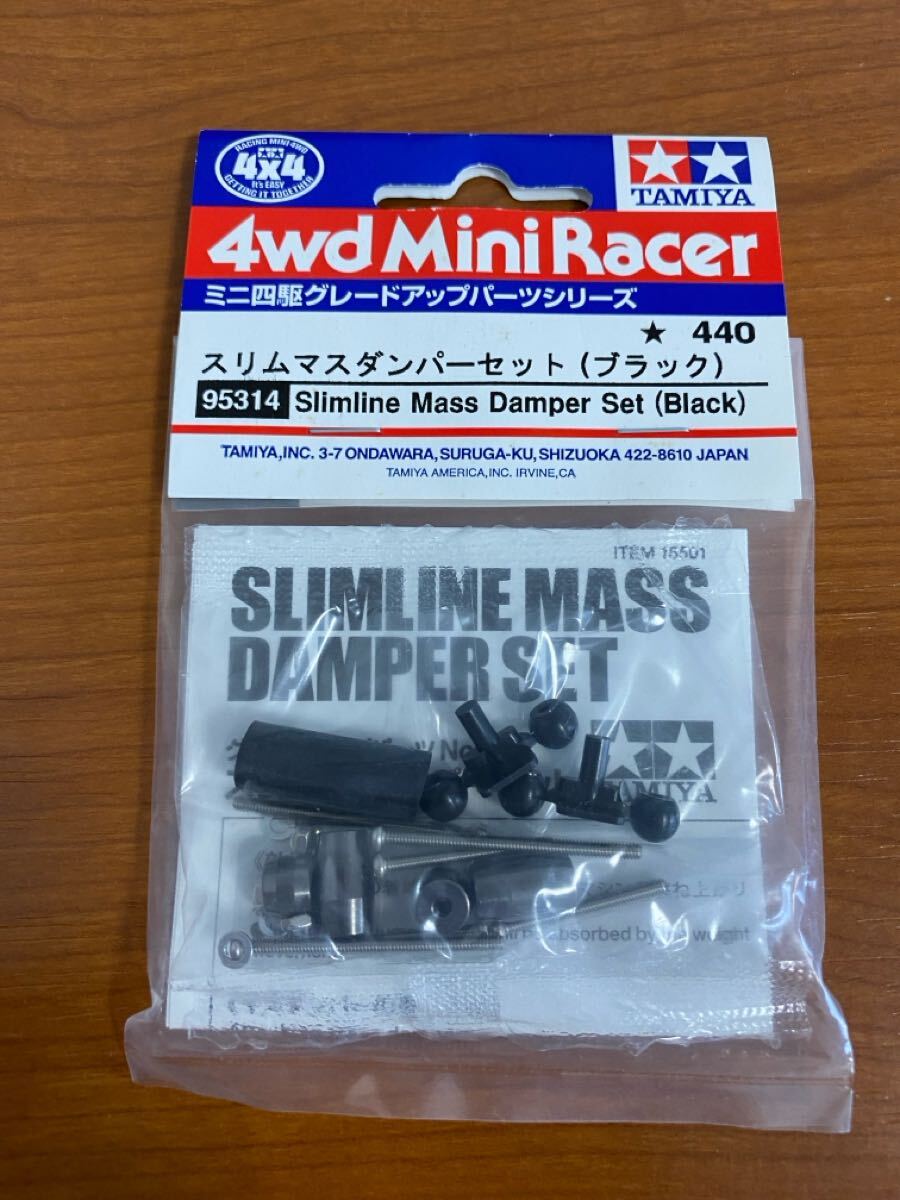 RACING MINI 4WD
4x4
It's EASY
GETTING IT TOGETHER
TAMIYA
4wd Mini Racer
ミニ四駆グレードアップパーツシリーズ
★ 440
スリムマスダンパーセット(ブラック)
95314 Slimline Mass Damper Set (Black)
TAMIYA, INC. 3-7 ONDAWARA, SURUGA-KU, SHIZUOKA 422-8610 JAPAN
TAMIYA AMERICA, INC. IRVINE, CA
ITEM 15501
SLIMLINE MASS
DAMPER SET
TAMIYA
absorbed by weight